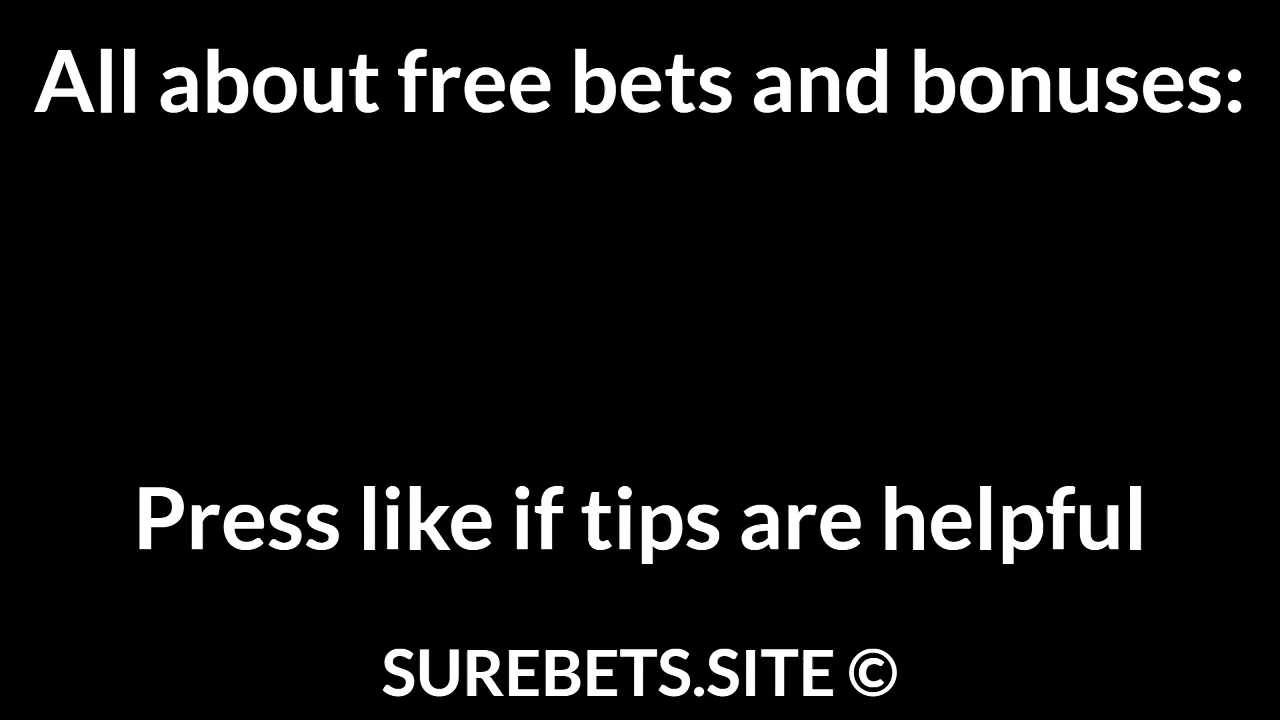 All about free bets and bonuses:
Press like if tips are helpful
SUREBETS.SITE ©